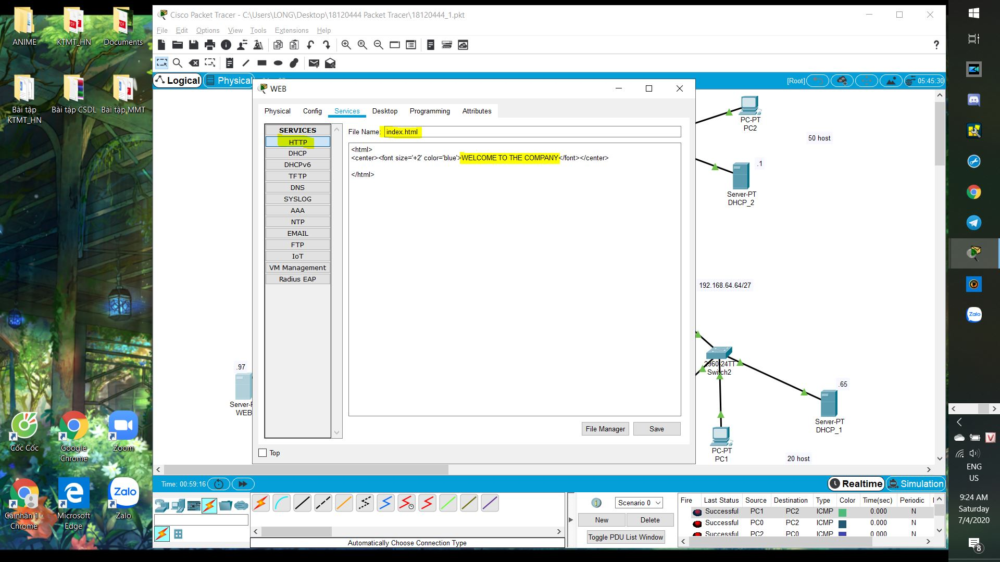 ANIME
KTMT_HN
Documents
Bài tập
KTMT_HN
Bài tập CSDL
Bài tập MMT
Cốc Cốc
Google
Chrome
Zoom
Cá nhân 1 -
Chrome
Microsoft
Edge
Zalo
Zalo
Cisco Packet Tracer - C:\Users\LONG\Desktop\18120444 Packet Tracer\18120444_1.pkt
File Edit Options View Tools Extensions Help
?
Logical
Physical
[Root]
05:45:30
WEB
Physical Config Services Desktop Programming Attributes
SERVICES
HTTP
DHCP
DHCPv6
TFTP
DNS
SYSLOG
AAA
NTP
EMAIL
FTP
IoT
VM Management
Radius EAP
File Name: index.html
<html>
<center><font size='+2' color='blue'>WELCOME TO THE COMPANY</font></center>
</html>
File Manager
Save
Top
PC-PT
PC2
50 host
.1
Server-PT
DHCP_2
192.168.64.64/27
2960-24TT
Switch2
.65
Server-PT
DHCP_1
PC-PT
PC1
20 host
.97
Server-P
WEB
Time: 00:59:16
Realtime
Simulation
Automatically Choose Connection Type
Scenario 0
New
Delete
Toggle PDU List Window
Fire Last Status Source Destination Type Color Time(sec) Periodic
Successful PC1 PC2 ICMP 0.000 N
Successful PC0 PC2 ICMP 0.000 N
Successful PC2 PC0 ICMP 0.000 N
Zalo
V
ENG
US
9:24 AM
Saturday
7/4/2020
8